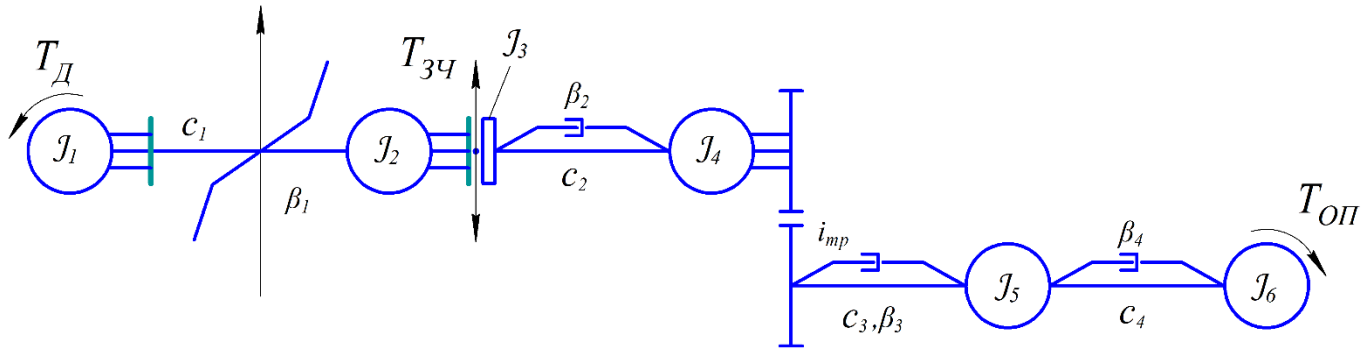 T_Д
J_1
c_1
β_1
J_2
T_ЗЧ
J_3
β_2
c_2
J_4
i_тр
c_3,β_3
J_5
β_4
c_4
J_6
T_ОП